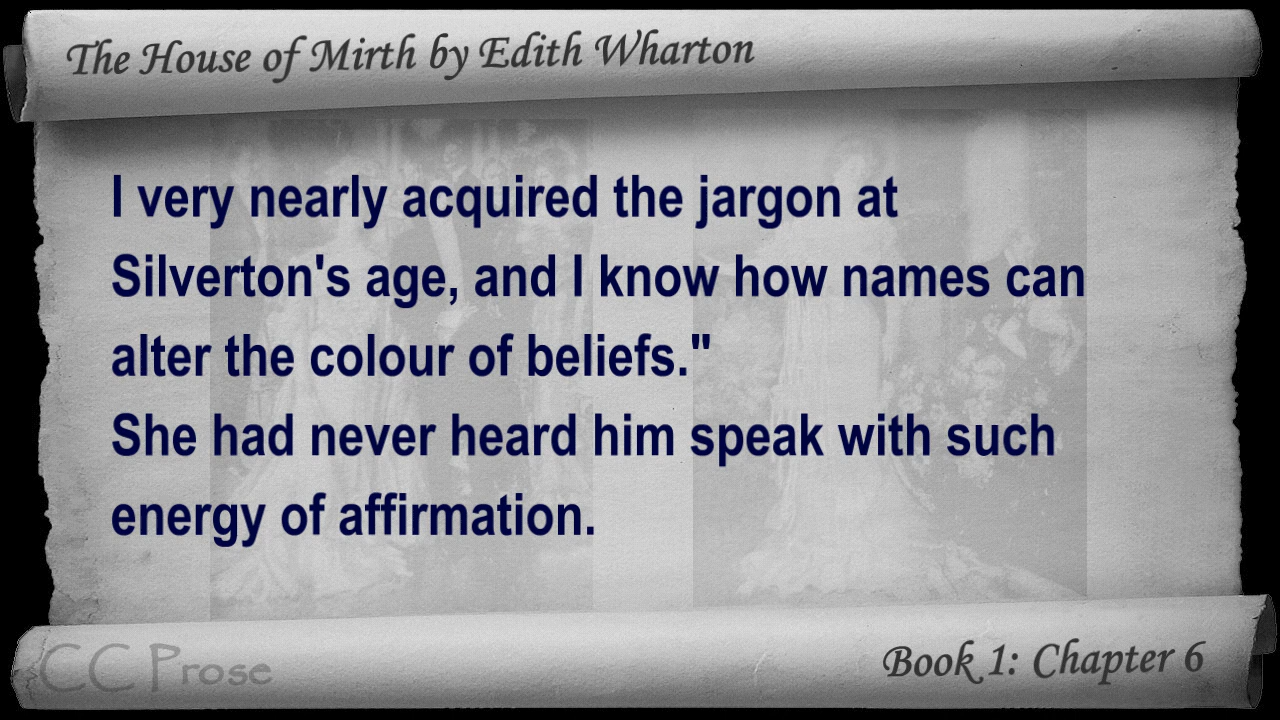 The House of Mirth by Edith Wharton
I very nearly acquired the jargon at
Silverton's age, and I know how names can
alter the colour of beliefs."
She had never heard him speak with such
energy of affirmation.
CC Prose
Book 1: Chapter 6